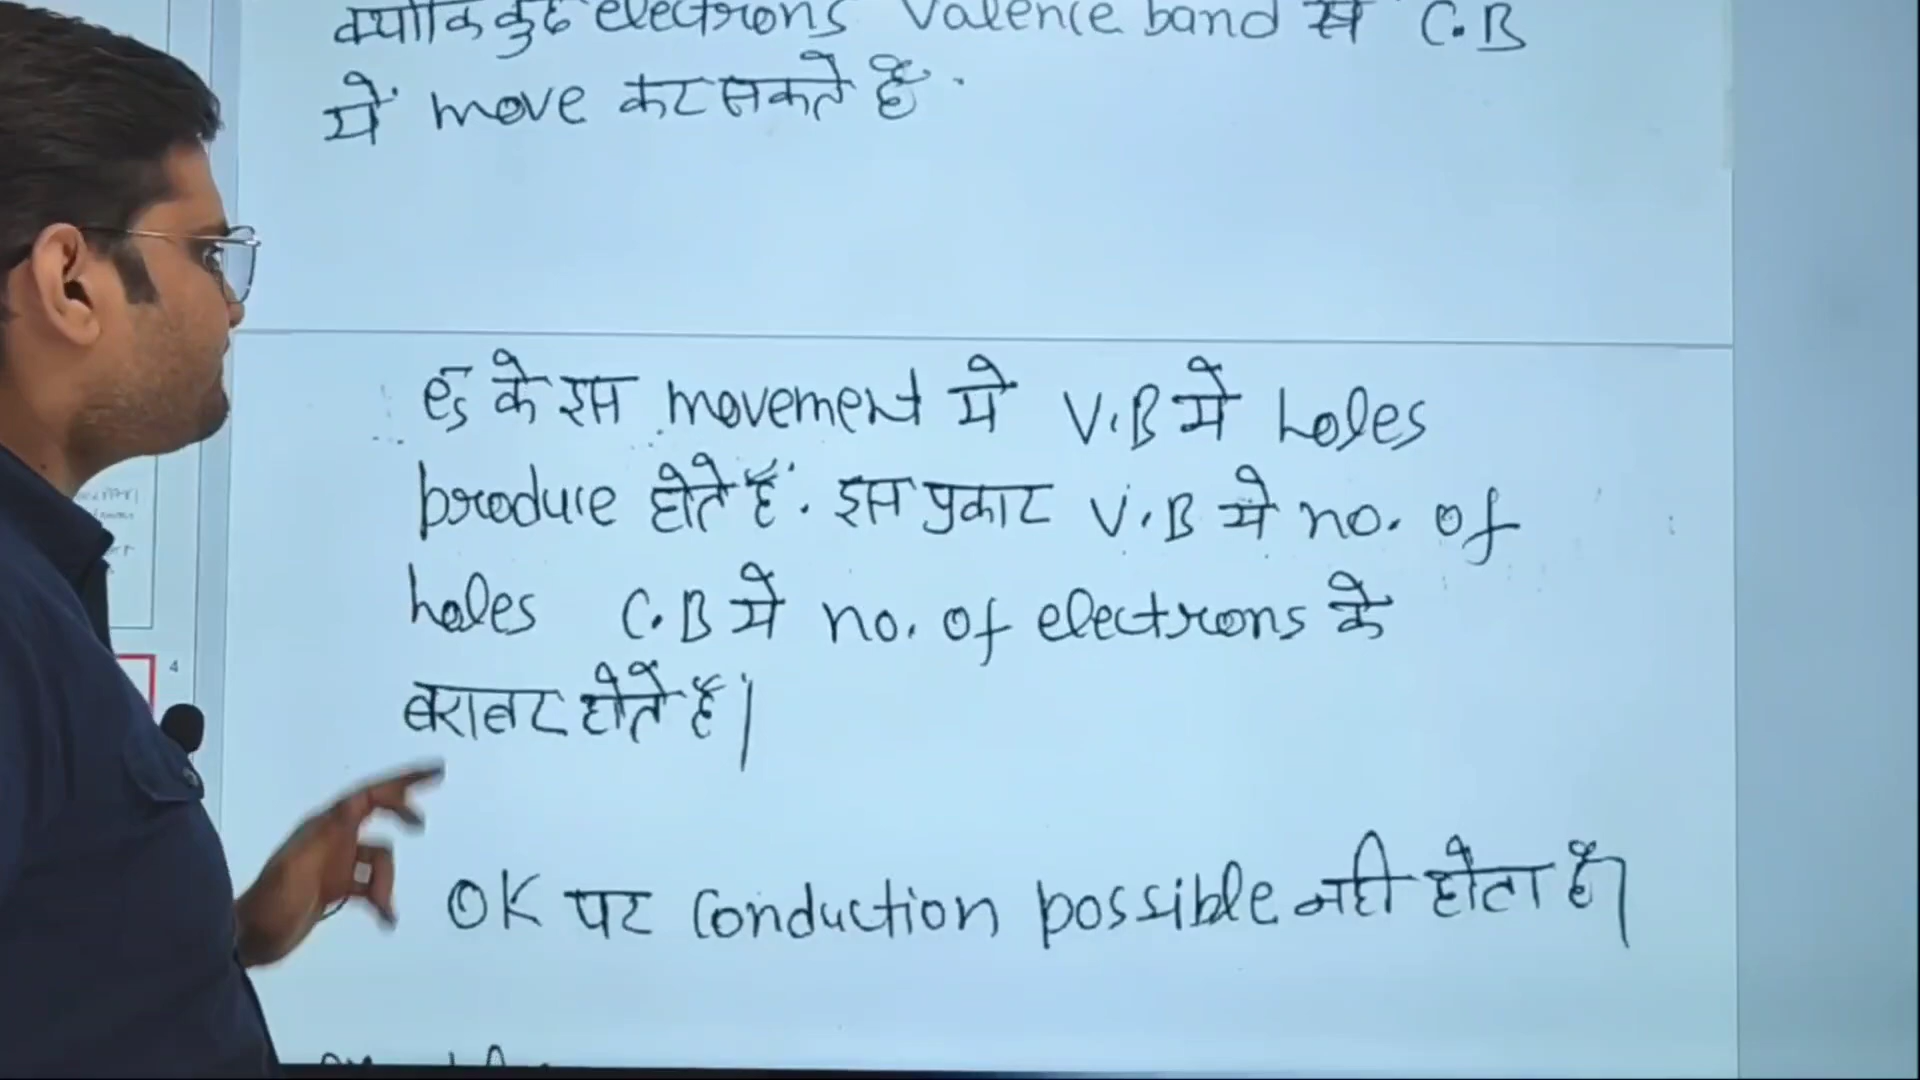 क्योंकि कुछ electrons Valence band से C.B
में move कर सकते है.
e⁻s के इस movement मे V.B मे holes
produce होते हैं. इस प्रकार V.B मे no. of
holes C.B मे no. of electrons के
बराबर होते हैं|
4
OK पर Conduction possible नही होता है|